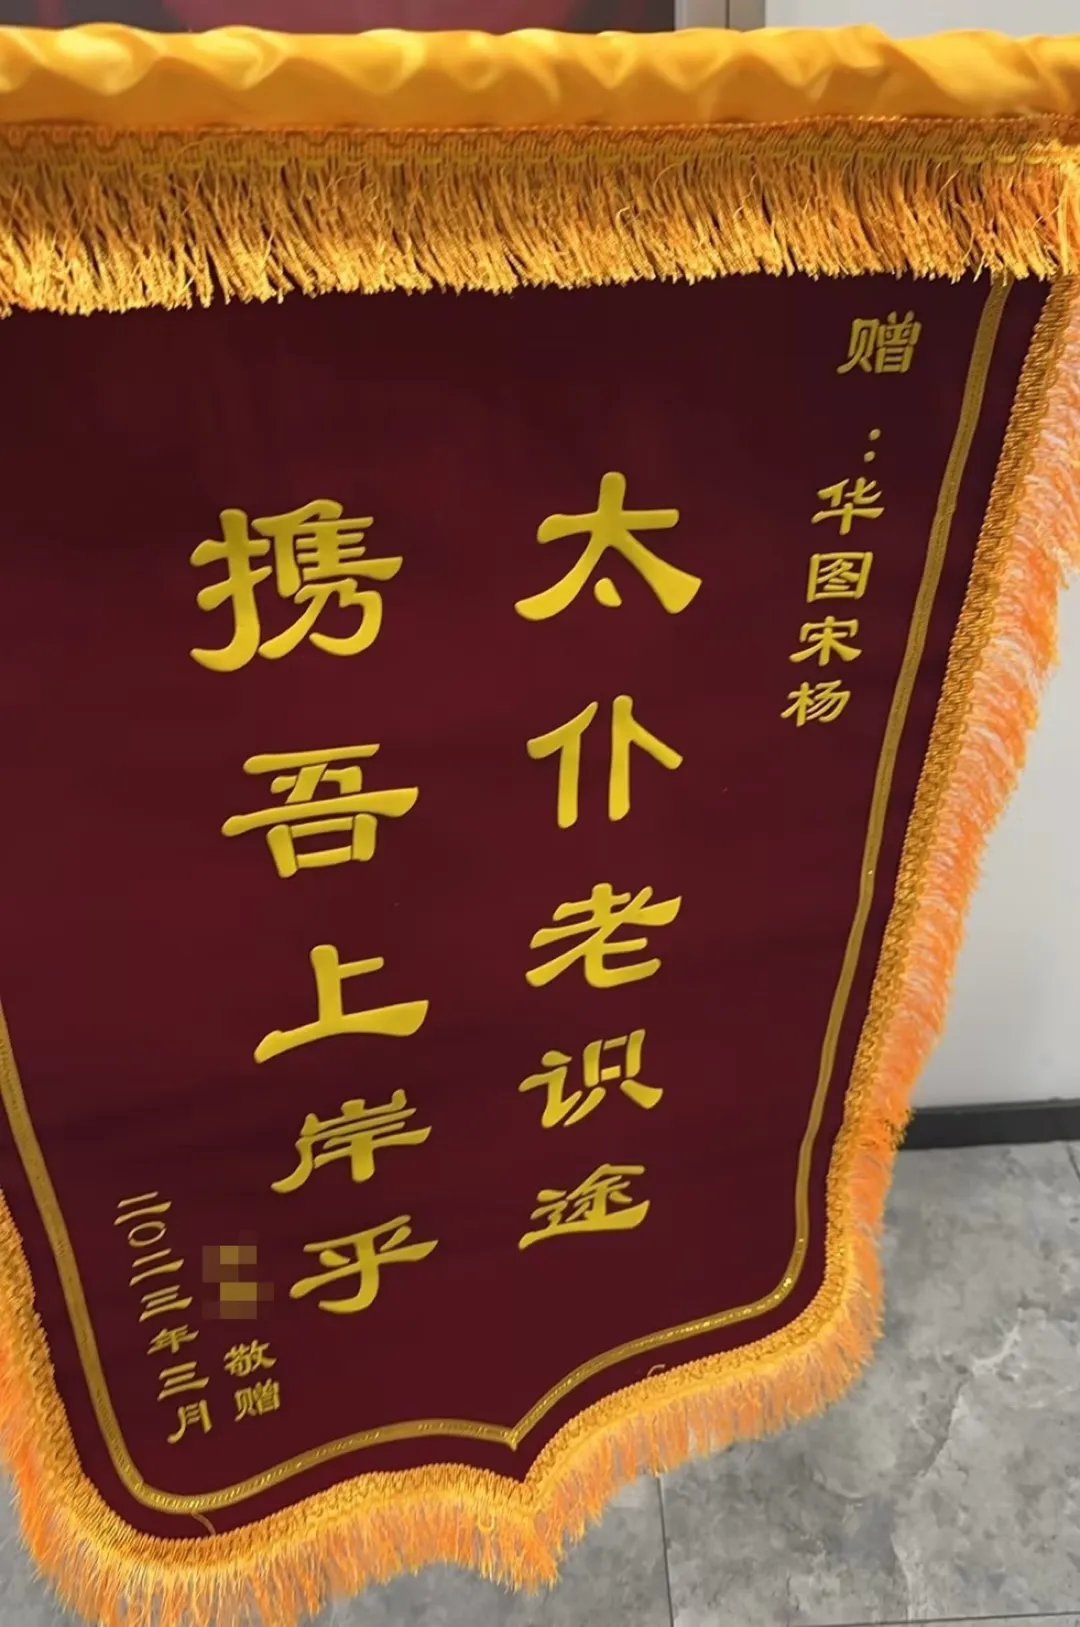 赠：华图宋杨
太仆老识途
携吾上岸乎
敬赠
二〇二三年三月